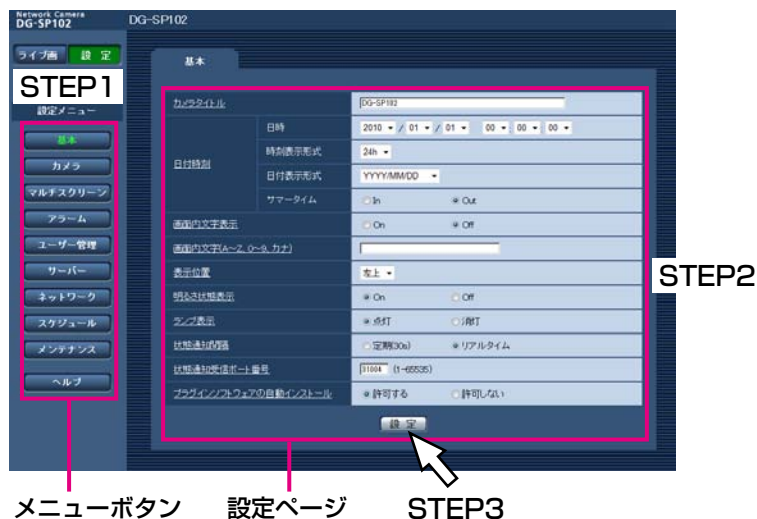 Network Camera
DG-SP102
DG-SP102
ライブ画 設 定
基本
STEP1
設定メニュー
基本
カメラ
マルチスクリーン
アラーム
ユーザー管理
サーバー
ネットワーク
スケジュール
メンテナンス
ヘルプ
カメラタイトル DG-SP102
日付時刻
日時 2010 / 01 / 01 00 00 00
時刻表示形式 24h
日付表示形式 YYYY/MM/DD
サマータイム In Out
画面内文字表示 On Off
画面内文字(A～Z, 0～9, カナ)
表示位置 左上
明るさ状態表示 On Off
ランプ表示 点灯 消灯
状態通知間隔 定期(30s) リアルタイム
状態通知受信ポート番号 31004 (1-65535)
プラグインソフトウェアの自動インストール 許可する 許可しない
設 定
STEP2
メニューボタン 設定ページ STEP3